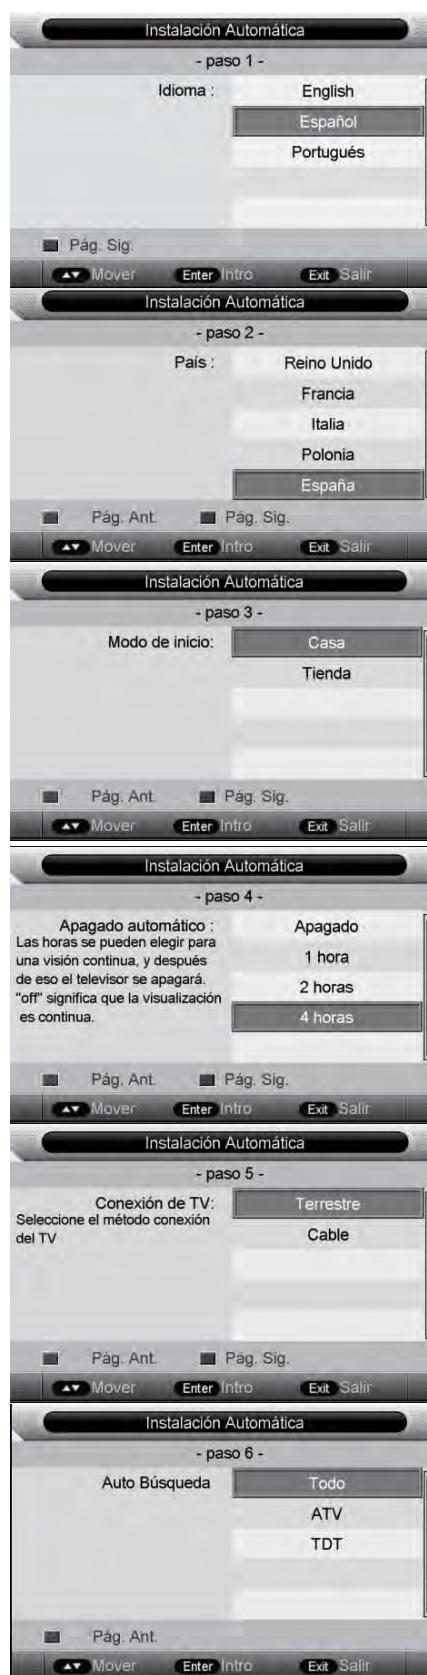 Instalación Automática
- paso 1 -
Idioma : English
Español
Portugués
Pág. Sig.
Mover Enter Intro Exit Salir
Instalación Automática
- paso 2 -
País : Reino Unido
Francia
Italia
Polonia
España
Pág. Ant. Pág. Sig.
Mover Enter Intro Exit Salir
Instalación Automática
- paso 3 -
Modo de inicio: Casa
Tienda
Pág. Ant. Pág. Sig.
Mover Enter Intro Exit Salir
Instalación Automática
- paso 4 -
Apagado automático : Apagado
Las horas se pueden elegir para
una visión continua, y después 1 hora
de eso el televisor se apagará. 2 horas
"off" significa que la visualización
es continua. 4 horas
Pág. Ant. Pág. Sig.
Mover Enter Intro Exit Salir
Instalación Automática
- paso 5 -
Conexión de TV: Terrestre
Seleccione el método conexión
del TV Cable
Pág. Ant. Pág. Sig.
Mover Enter Intro Exit Salir
Instalación Automática
- paso 6 -
Auto Búsqueda Todo
ATV
TDT
Pág. Ant.
Mover Enter Intro Exit Salir